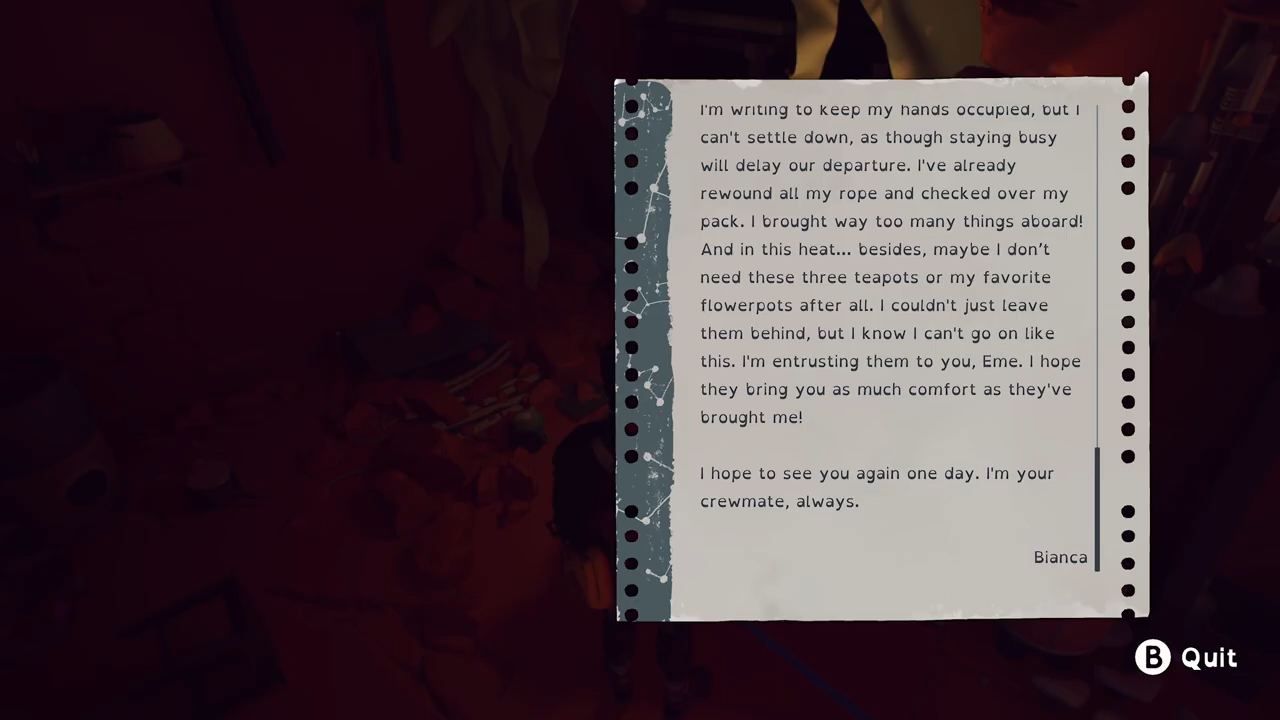 I'm writing to keep my hands occupied, but I
can't settle down, as though staying busy
will delay our departure. I've already
rewound all my rope and checked over my
pack. I brought way too many things aboard!
And in this heat... besides, maybe I don’t
need these three teapots or my favorite
flowerpots after all. I couldn't just leave
them behind, but I know I can't go on like
this. I'm entrusting them to you, Eme. I hope
they bring you as much comfort as they've
brought me!
I hope to see you again one day. I'm your
crewmate, always.
Bianca
B Quit